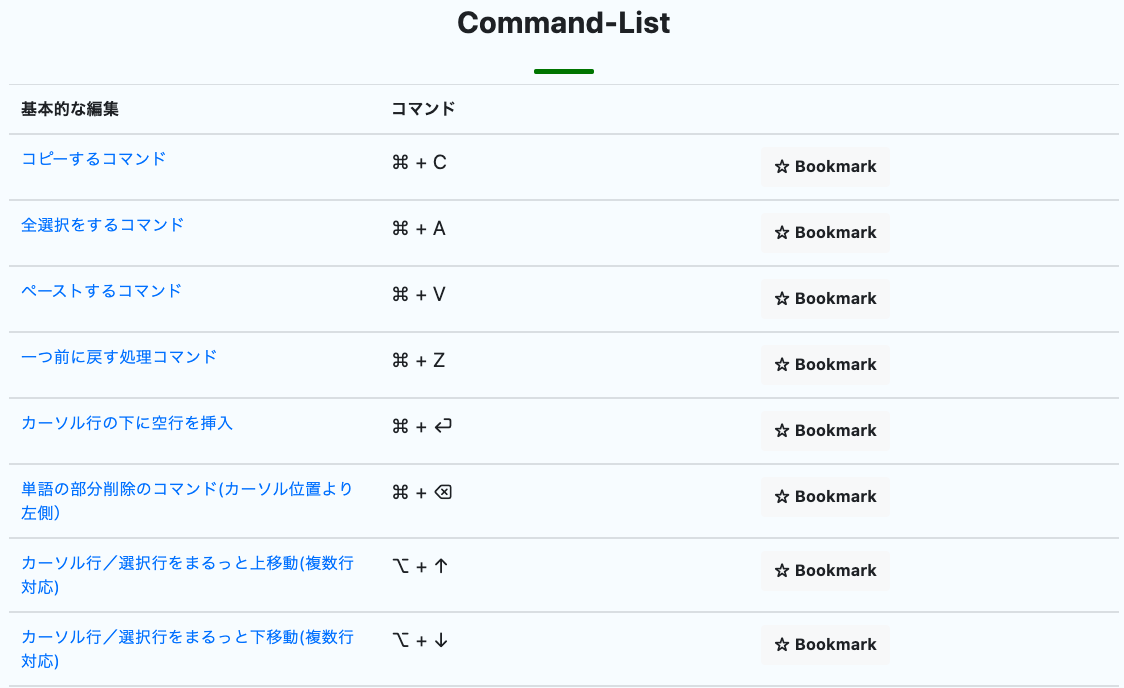 Command-List
基本的な編集 コマンド
コピーするコマンド ⌘ + C ☆ Bookmark
全選択をするコマンド ⌘ + A ☆ Bookmark
ペーストするコマンド ⌘ + V ☆ Bookmark
一つ前に戻す処理コマンド ⌘ + Z ☆ Bookmark
カーソル行の下に空行を挿入 ⌘ + ⏎ ☆ Bookmark
単語の部分削除のコマンド(カーソル位置より ⌘ + ⌫ ☆ Bookmark
左側）
カーソル行／選択行をまるっと上移動(複数行 ⌥ + ↑ ☆ Bookmark
対応)
カーソル行／選択行をまるっと下移動(複数行 ⌥ + ↓ ☆ Bookmark
対応)